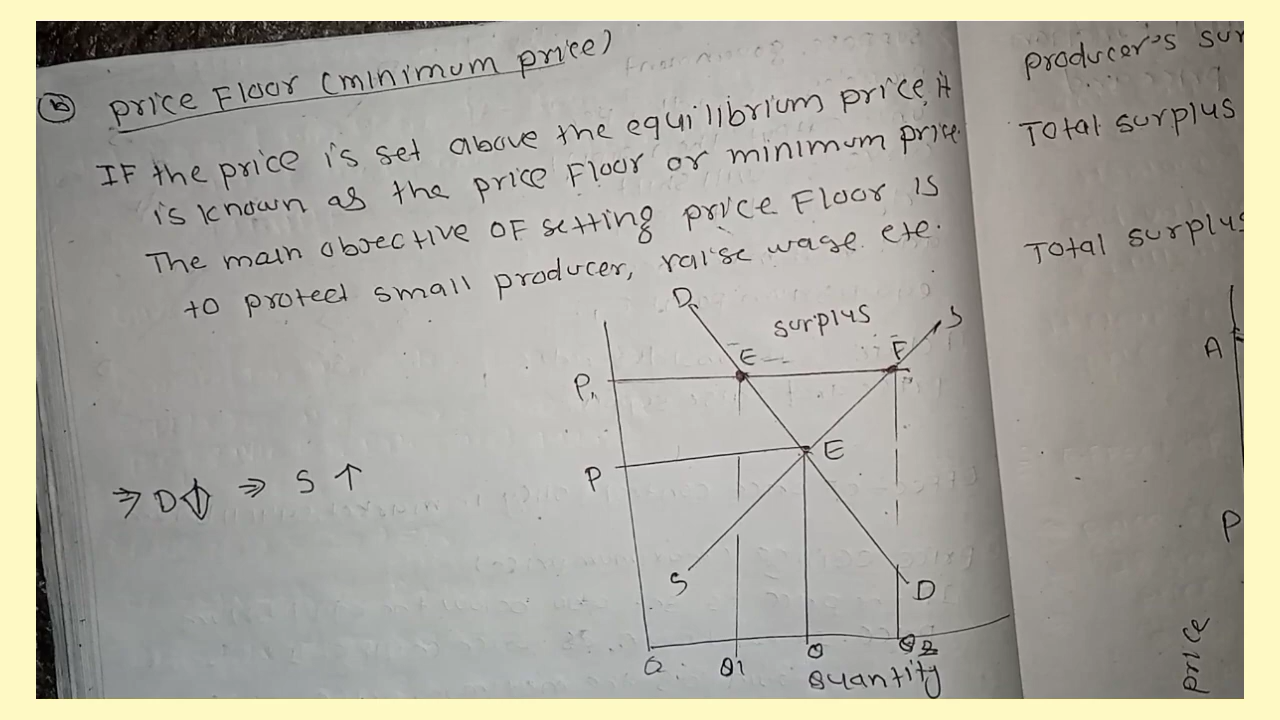 b) price Floor (minimum price)
IF the price is set above the equilibrium price, it
is known as the price Floor or minimum price.
The main objective OF setting price Floor is
to protect small producer, raise wage etc.
D
surplus
S
E
F
P1
P
E
⇒ D ⇒ S ↑
S
D
Q1
Q
Q2
Quantity
producer's sur
Total surplus
Total surplus
A
P
price